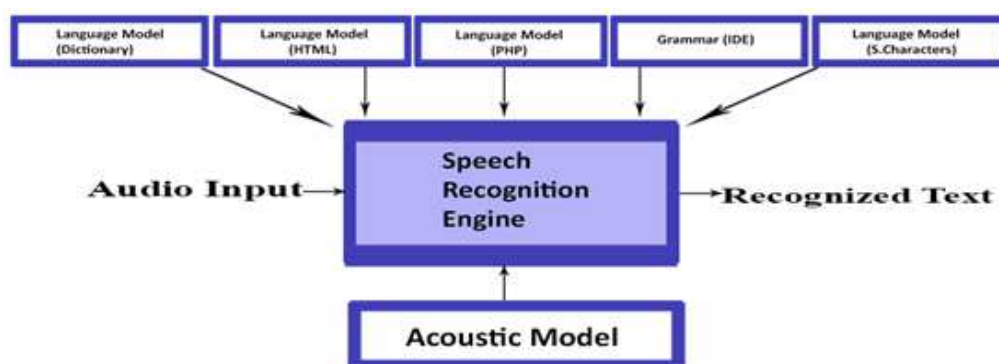 Language Model
(Dictionary)
Language Model
(HTML)
Language Model
(PHP)
Grammar (IDE)
Language Model
(S.Characters)
Audio Input
Speech
Recognition
Engine
Recognized Text
Acoustic Model